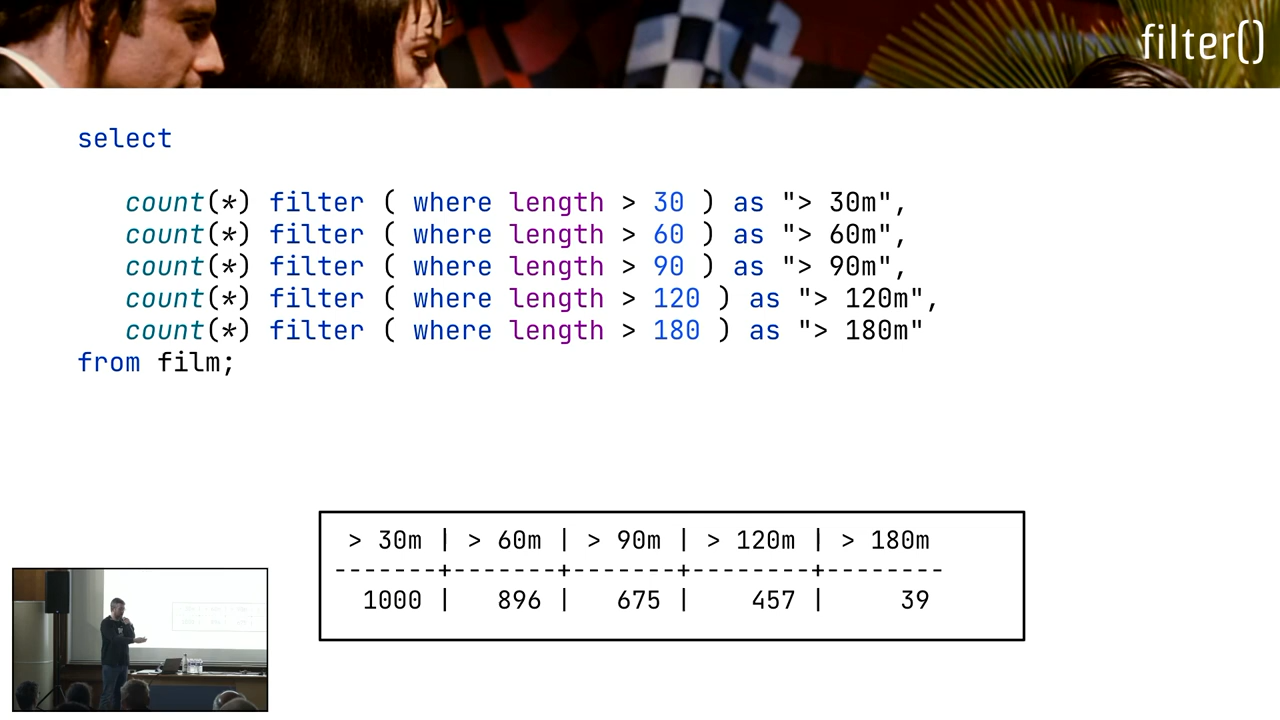 filter()
select
count(*) filter ( where length > 30 ) as "> 30m",
count(*) filter ( where length > 60 ) as "> 60m",
count(*) filter ( where length > 90 ) as "> 90m",
count(*) filter ( where length > 120 ) as "> 120m",
count(*) filter ( where length > 180 ) as "> 180m"
from film;
> 30m | > 60m | > 90m | > 120m | > 180m
-------+-------+-------+--------+--------
1000 | 896 | 675 | 457 | 39